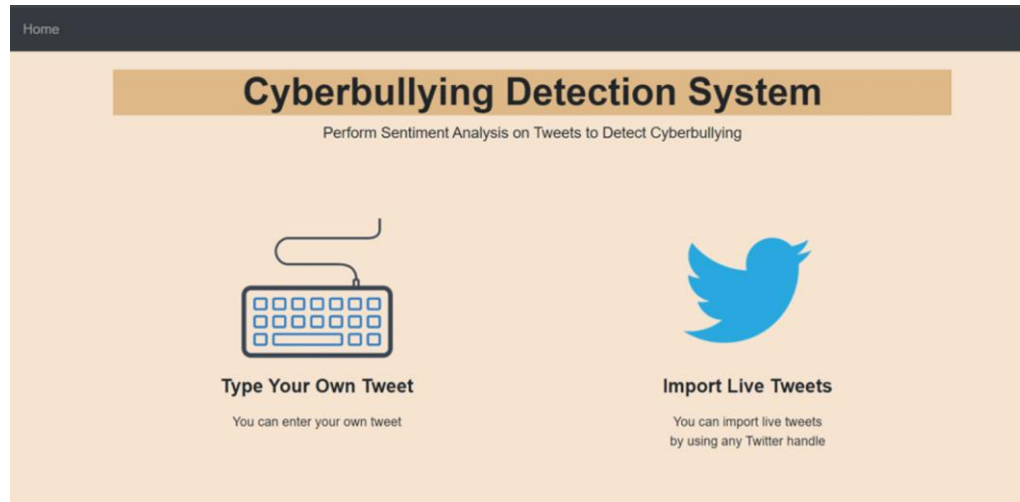 Home
Cyberbullying Detection System
Perform Sentiment Analysis on Tweets to Detect Cyberbullying
Type Your Own Tweet
You can enter your own tweet
Import Live Tweets
You can import live tweets
by using any Twitter handle